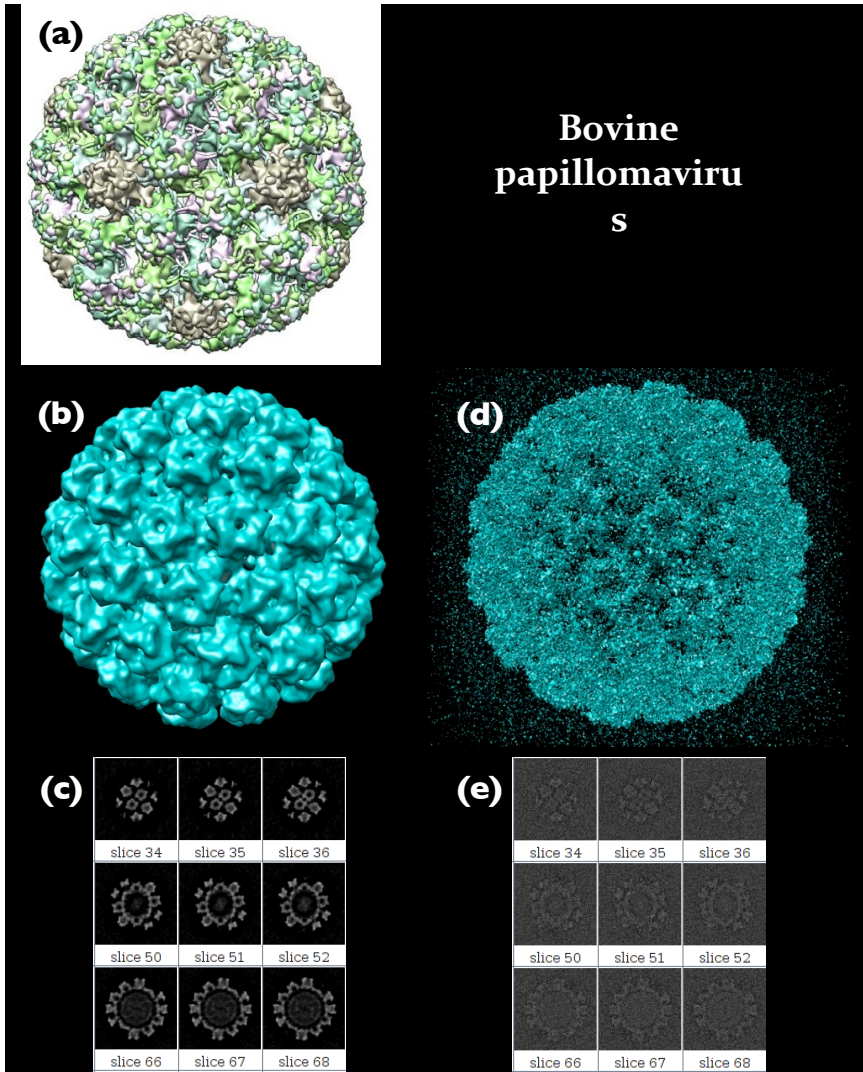 (a)
Bovine
papillomaviru
s
(b)
(d)
(c)
slice 34 slice 35 slice 36
slice 50 slice 51 slice 52
slice 66 slice 67 slice 68
(e)
slice 34 slice 35 slice 36
slice 50 slice 51 slice 52
slice 66 slice 67 slice 68